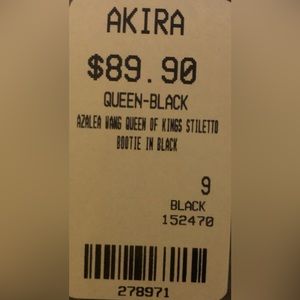 AKIRA
$89.90
QUEEN-BLACK
AZALEA WANG QUEEN OF KINGS STILETTO
BOOTIE IN BLACK
9
BLACK
152470
278971